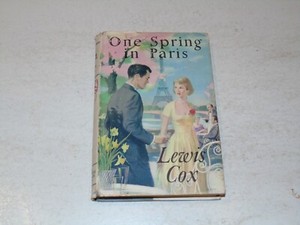 One Spring
in Paris
Lewis
Cox